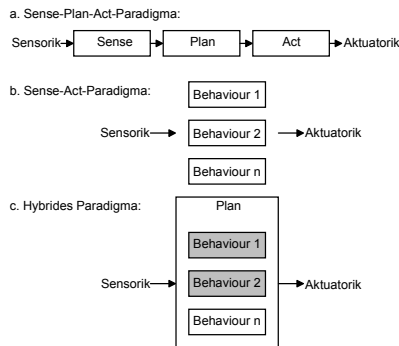 a. Sense-Plan-Act-Paradigma:
Sensorik Sense Plan Act Aktuatorik
b. Sense-Act-Paradigma:
Behaviour 1
Sensorik Behaviour 2 Aktuatorik
Behaviour n
c. Hybrides Paradigma: Plan
Behaviour 1
Sensorik Behaviour 2 Aktuatorik
Behaviour n